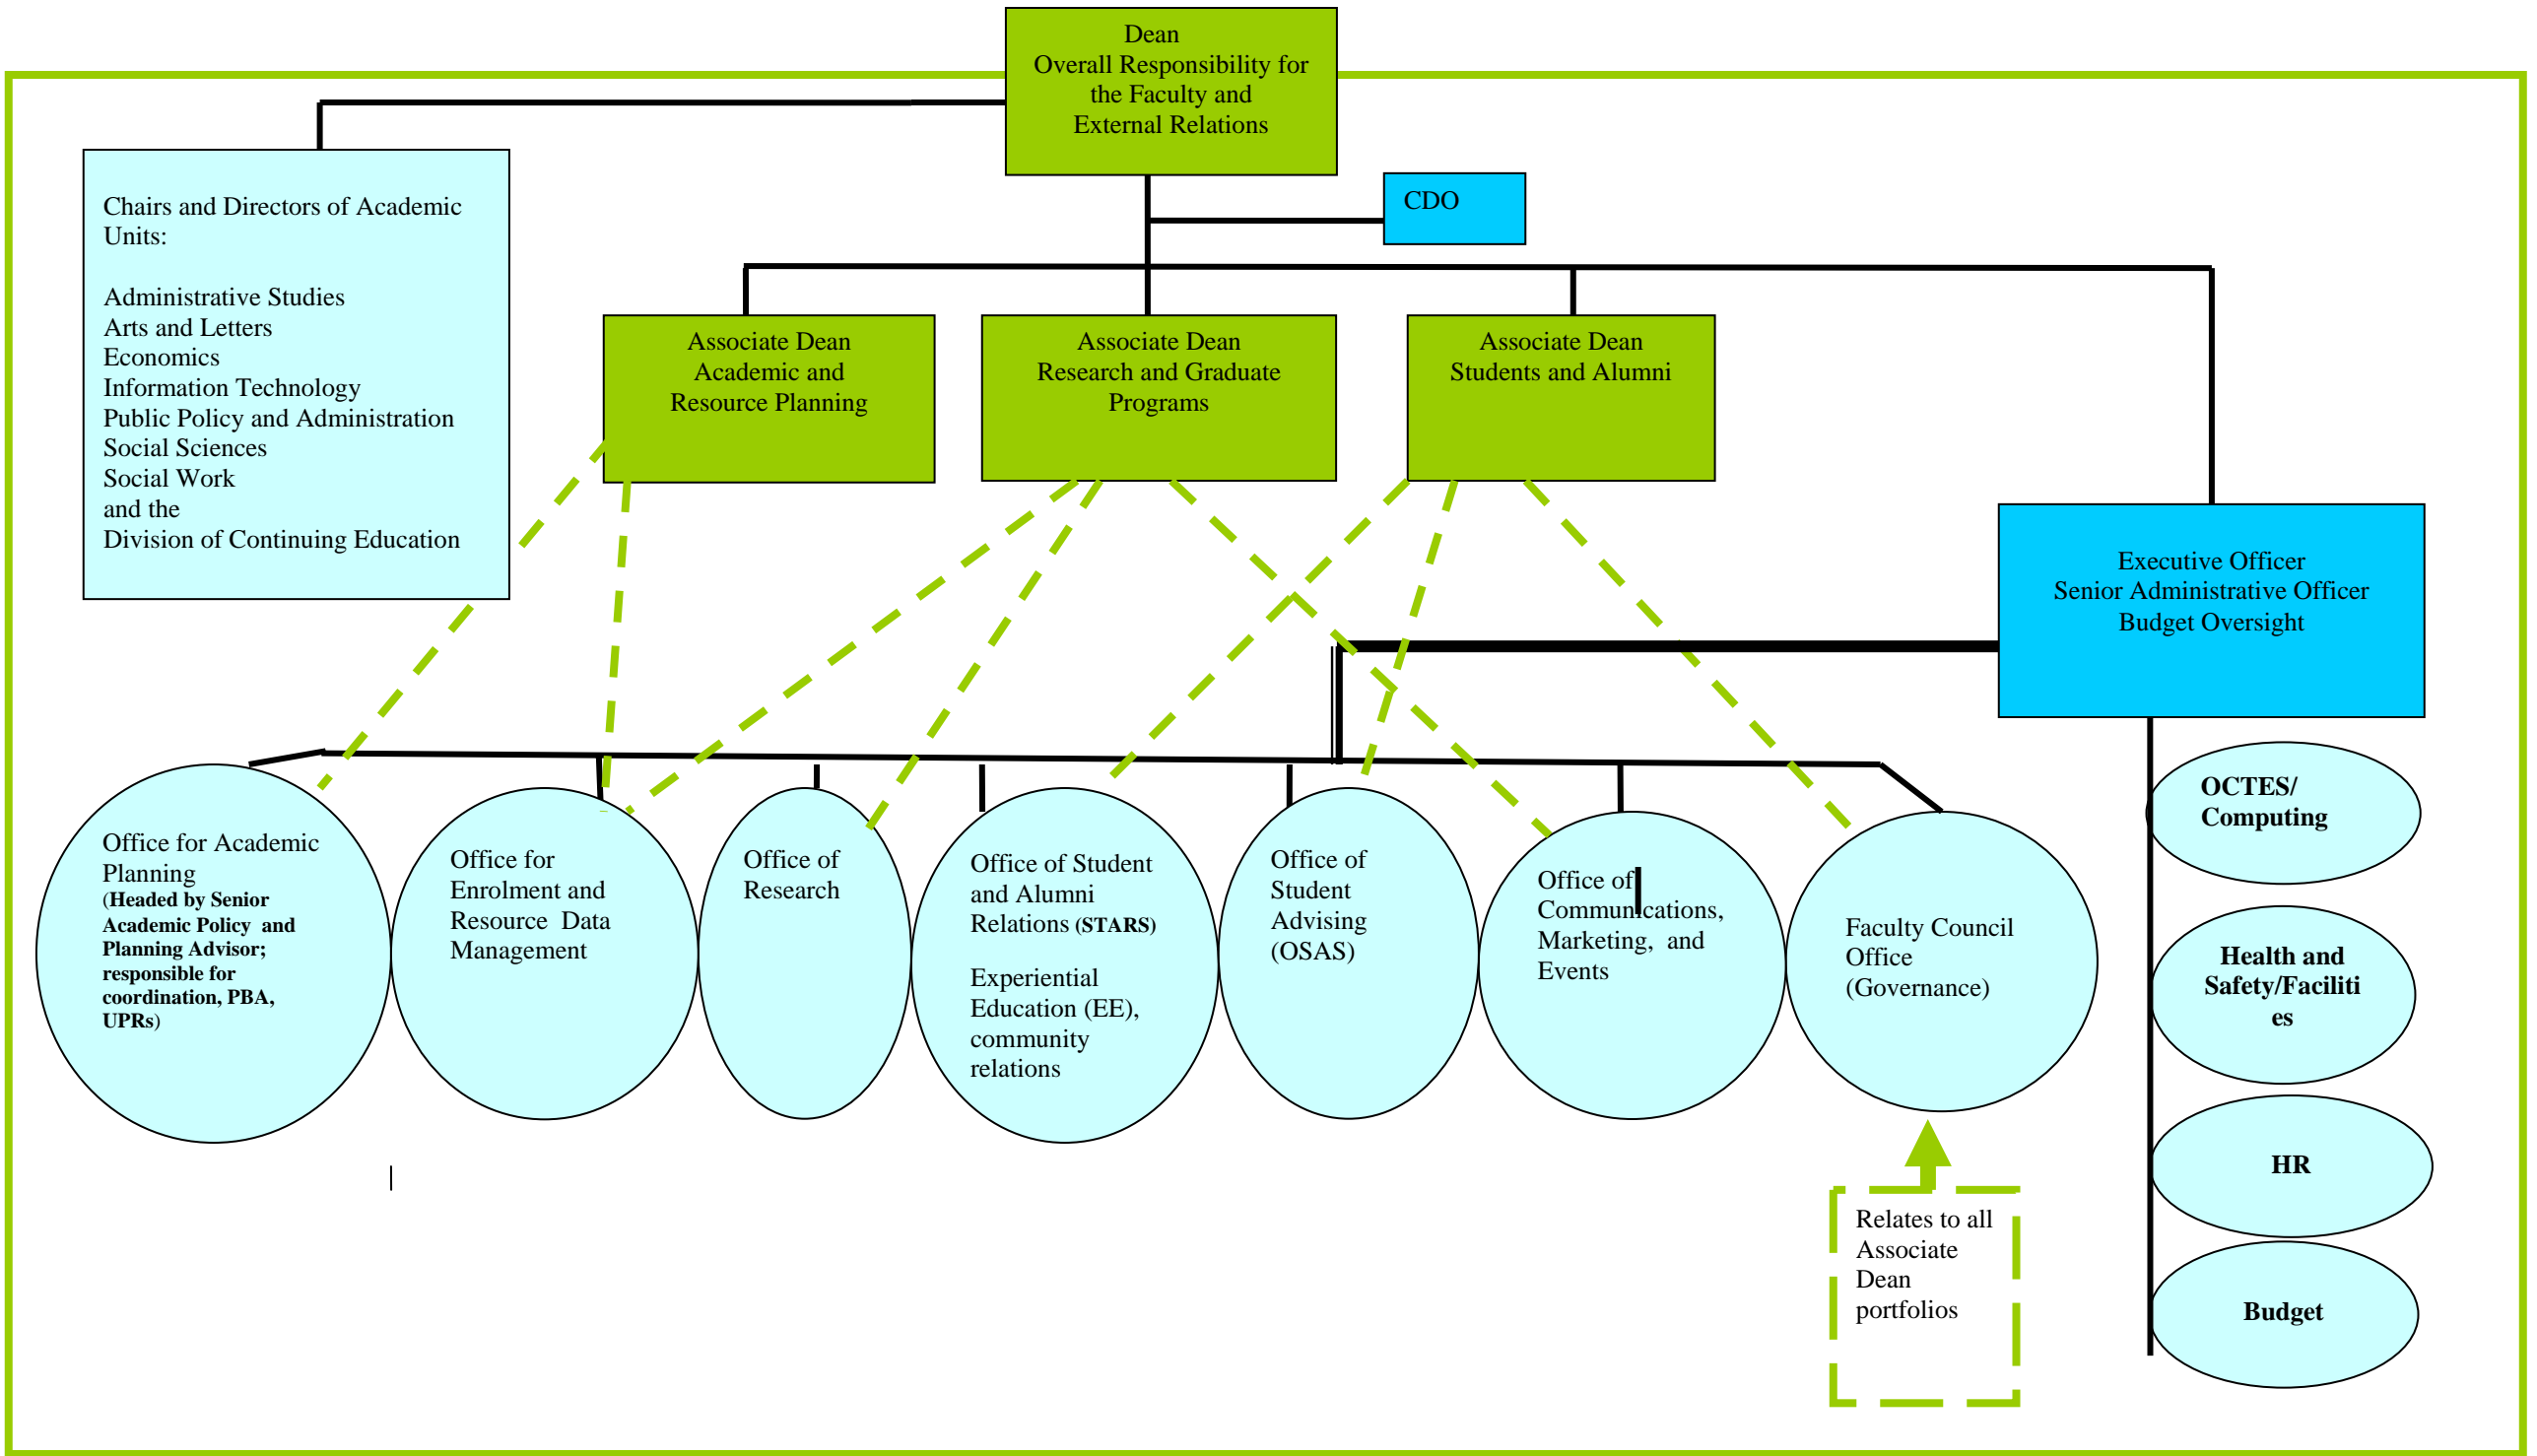 Dean
Overall Responsibility for
the Faculty and
External Relations
CDO
Chairs and Directors of Academic
Units:
Administrative Studies
Arts and Letters
Economics
Information Technology
Public Policy and Administration
Social Sciences
Social Work
and the
Division of Continuing Education
Associate Dean
Academic and
Resource Planning
Associate Dean
Research and Graduate
Programs
Associate Dean
Students and Alumni
Executive Officer
Senior Administrative Officer
Budget Oversight
Office for Academic
Planning
(Headed by Senior
Academic Policy and
Planning Advisor;
responsible for
coordination, PBA,
UPRs)
Office for
Enrolment and
Resource Data
Management
Office of
Research
Office of Student
and Alumni
Relations (STARS)
Experiential
Education (EE),
community
relations
Office of
Student
Advising
(OSAS)
Office of
Communications,
Marketing, and
Events
Faculty Council
Office
(Governance)
OCTES/
Computing
Health and
Safety/Faciliti
es
HR
Budget
Relates to all
Associate
Dean
portfolios